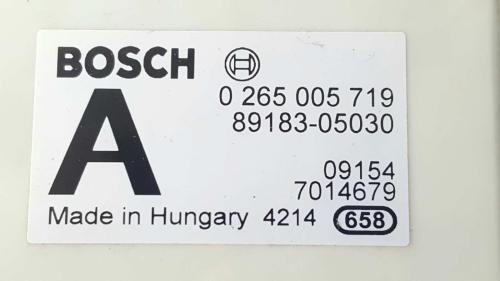 BOSCH
A
0 265 005 719
89183-05030
09154
7014679
Made in Hungary 4214 658